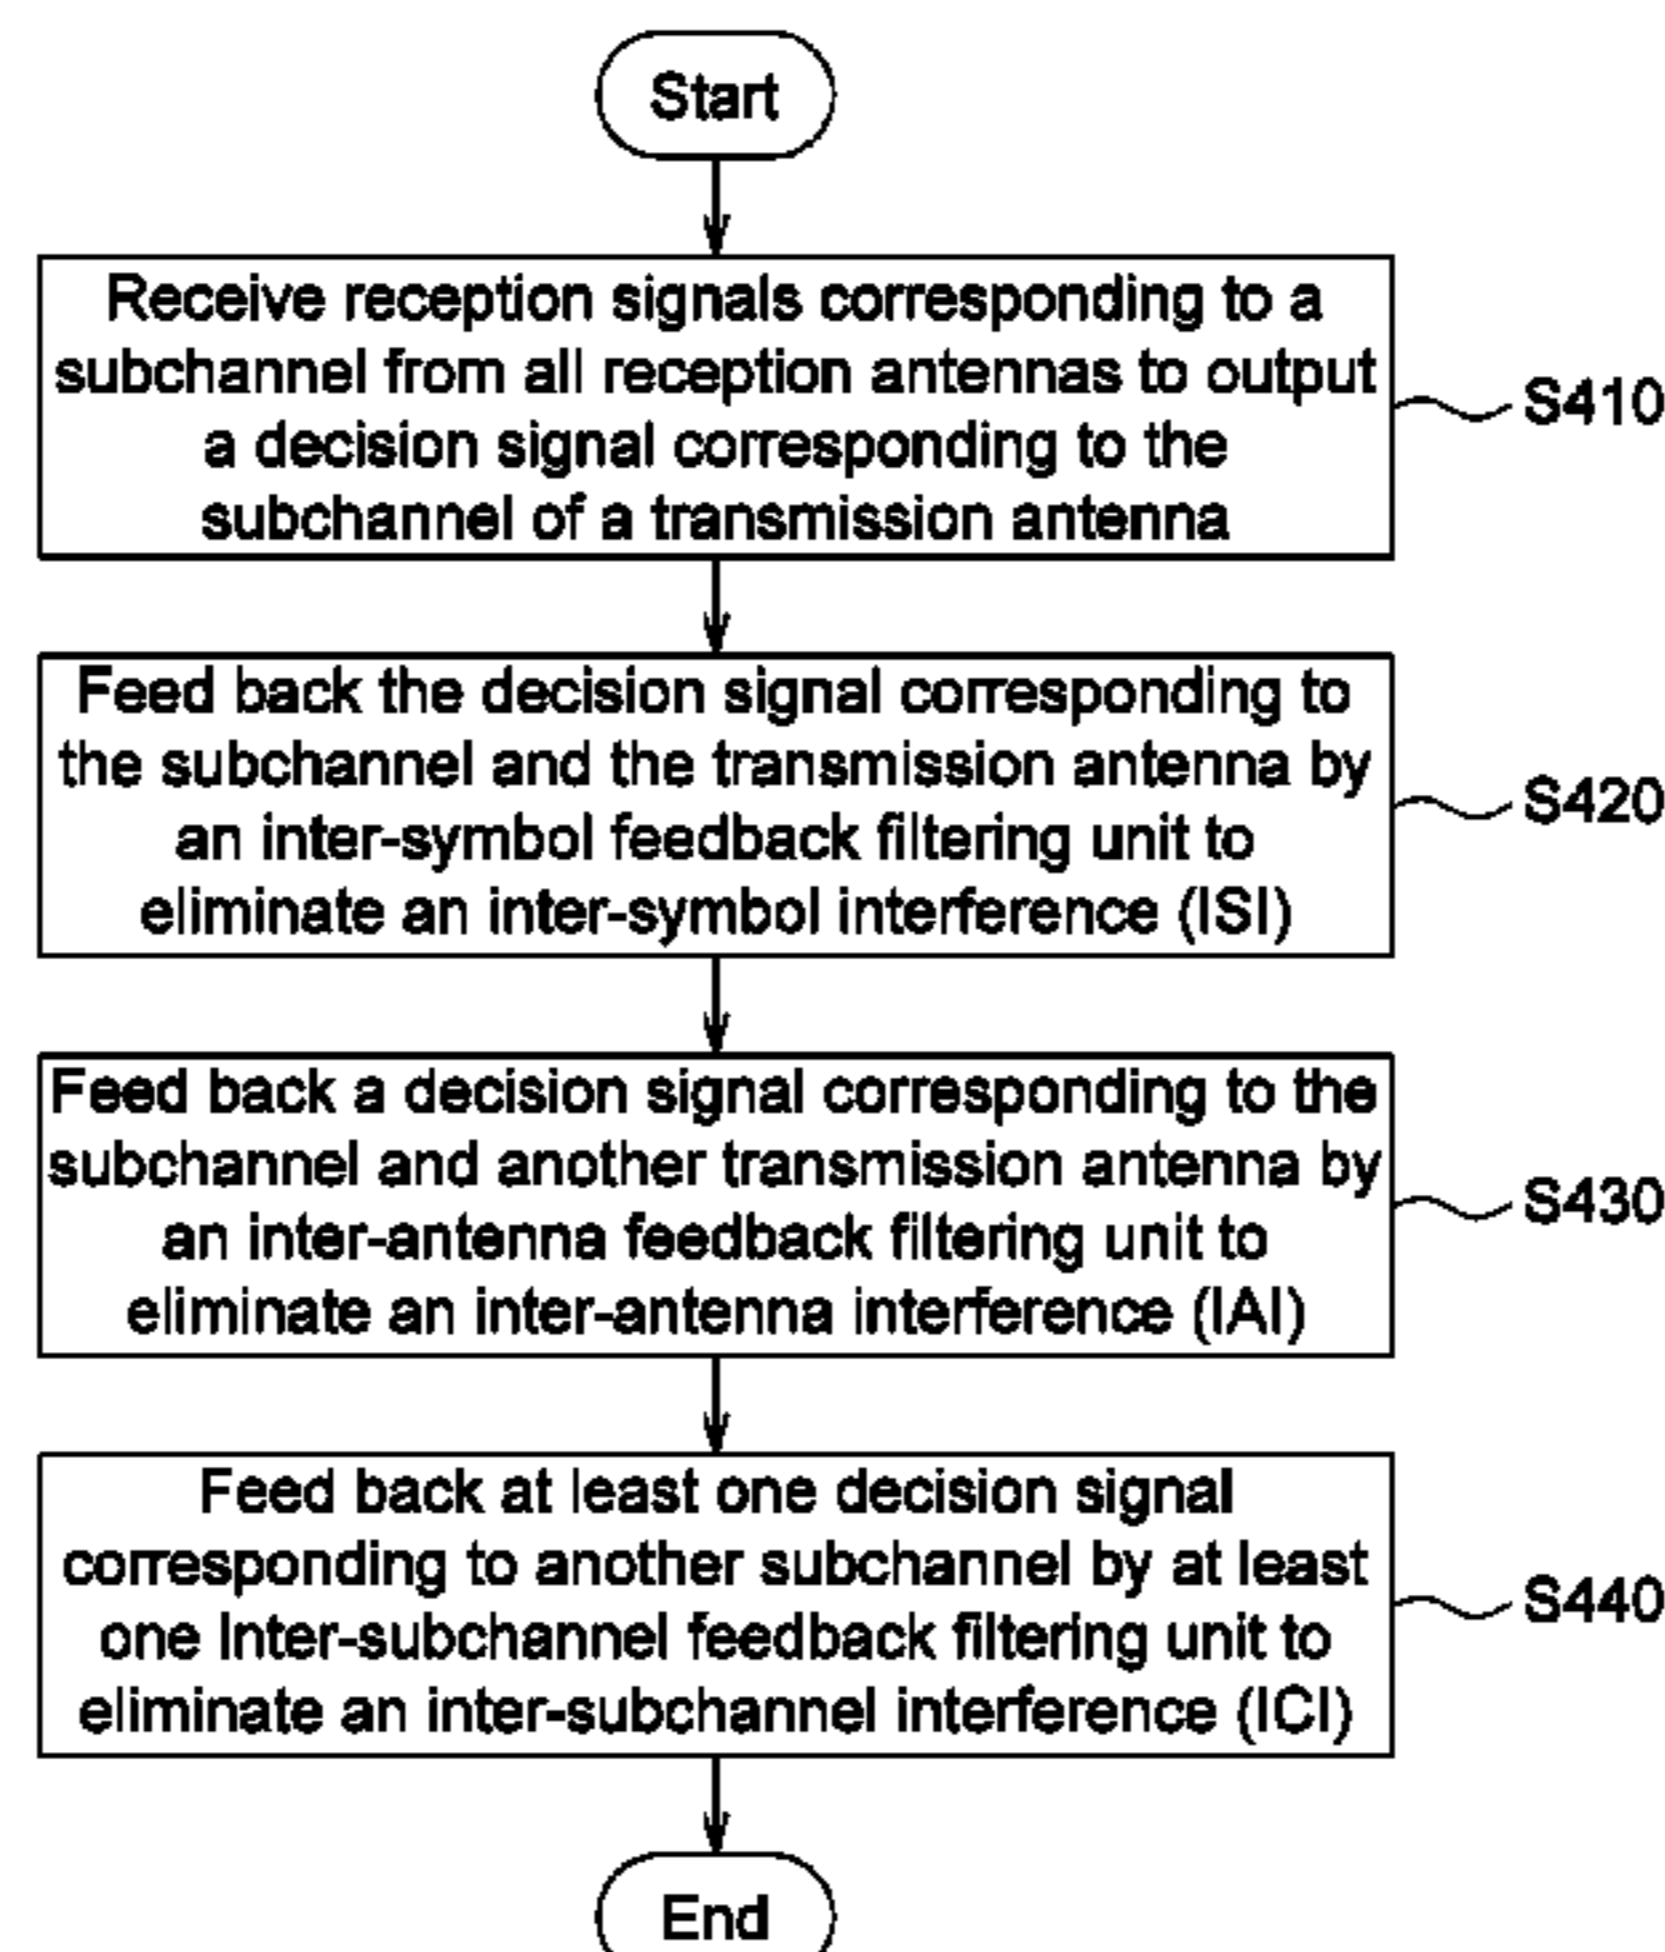 Start
Receive reception signals corresponding to a
subchannel from all reception antennas to output
a decision signal corresponding to the
subchannel of a transmission antenna
S410
Feed back the decision signal corresponding to
the subchannel and the transmission antenna by
an inter-symbol feedback filtering unit to
eliminate an inter-symbol interference (ISI)
S420
Feed back a decision signal corresponding to the
subchannel and another transmission antenna by
an inter-antenna feedback filtering unit to
eliminate an inter-antenna interference (IAI)
S430
Feed back at least one decision signal
corresponding to another subchannel by at least
one Inter-subchannel feedback filtering unit to
eliminate an inter-subchannel interference (ICI)
S440
End